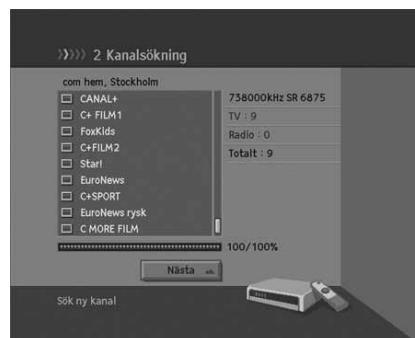 2 Kanalsökning
com hem, Stockholm
CANAL+
C+ FILM1
FoxKids
C+FILM2
Star!
EuroNews
C+SPORT
EuroNews rysk
C MORE FILM
738000kHz SR 6875
TV : 9
Radio : 0
Totalt : 9
100/100%
Nästa
Sök ny kanal